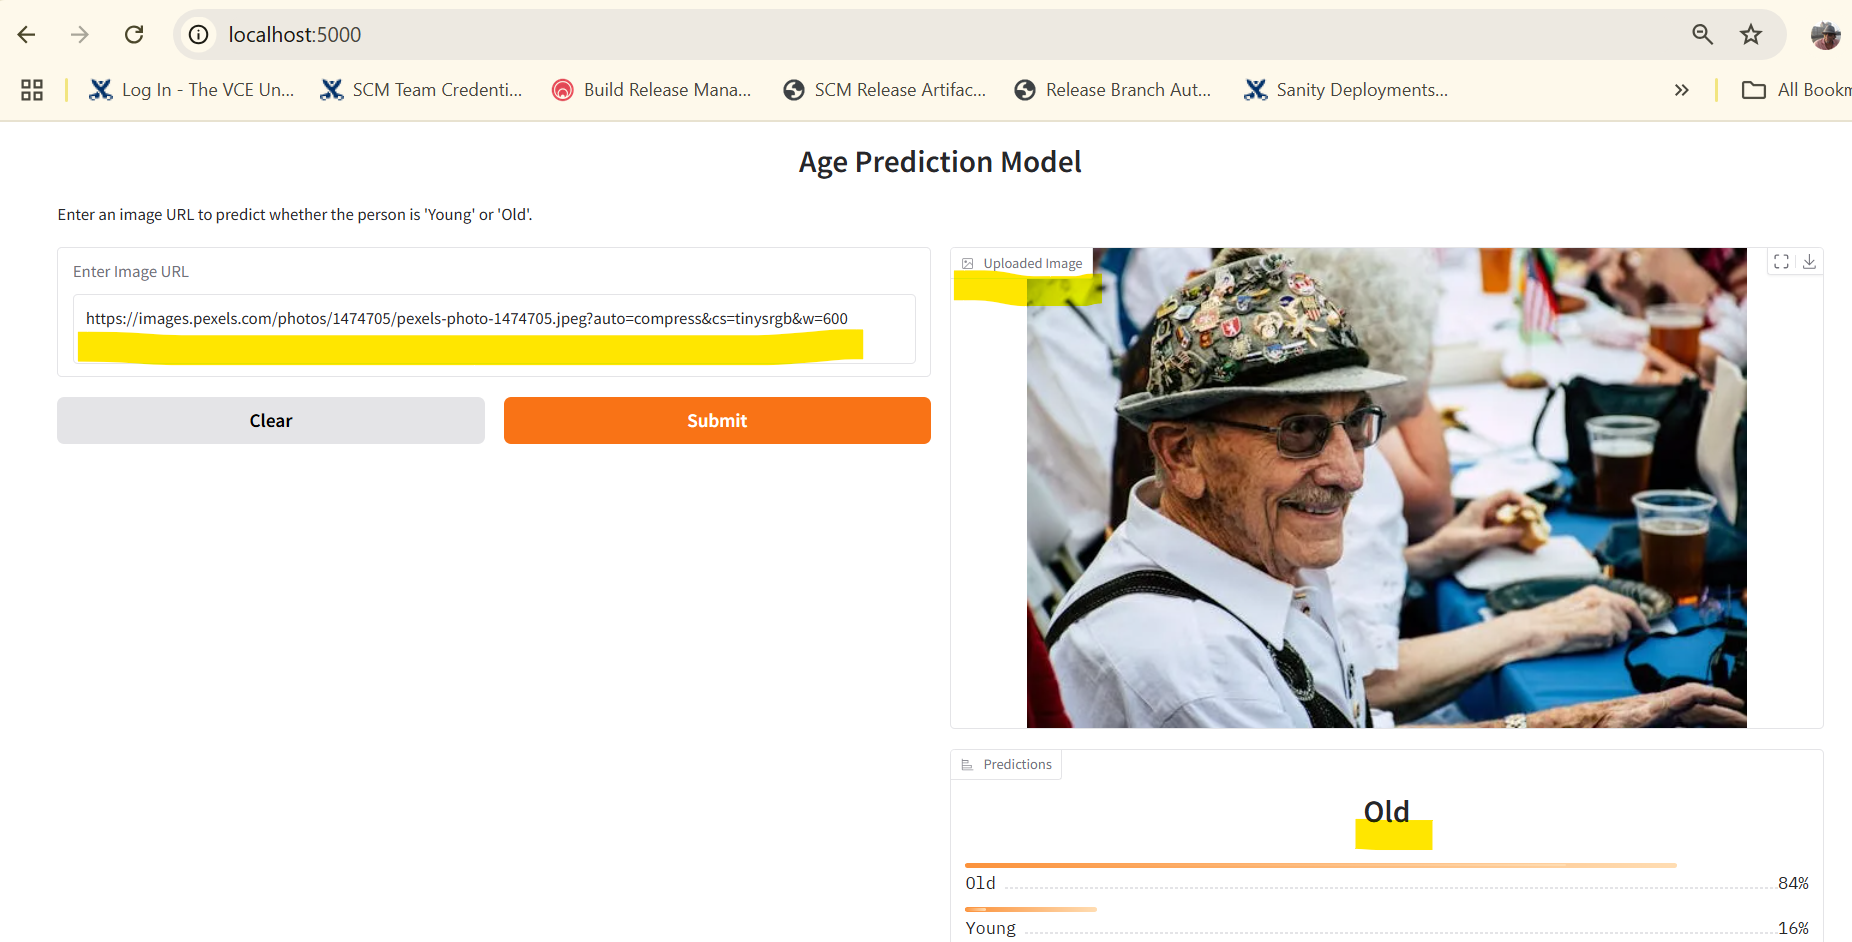 localhost:5000
Log In - The VCE Un...
SCM Team Credenti...
Build Release Mana...
SCM Release Artifac...
Release Branch Aut...
Sanity Deployments...
All Bookm
Age Prediction Model
Enter an image URL to predict whether the person is 'Young' or 'Old'.
Enter Image URL
https://images.pexels.com/photos/1474705/pexels-photo-1474705.jpeg?auto=compress&cs=tinysrgb&w=600
Clear
Submit
Uploaded Image
Predictions
Old
Old 84%
Young 16%